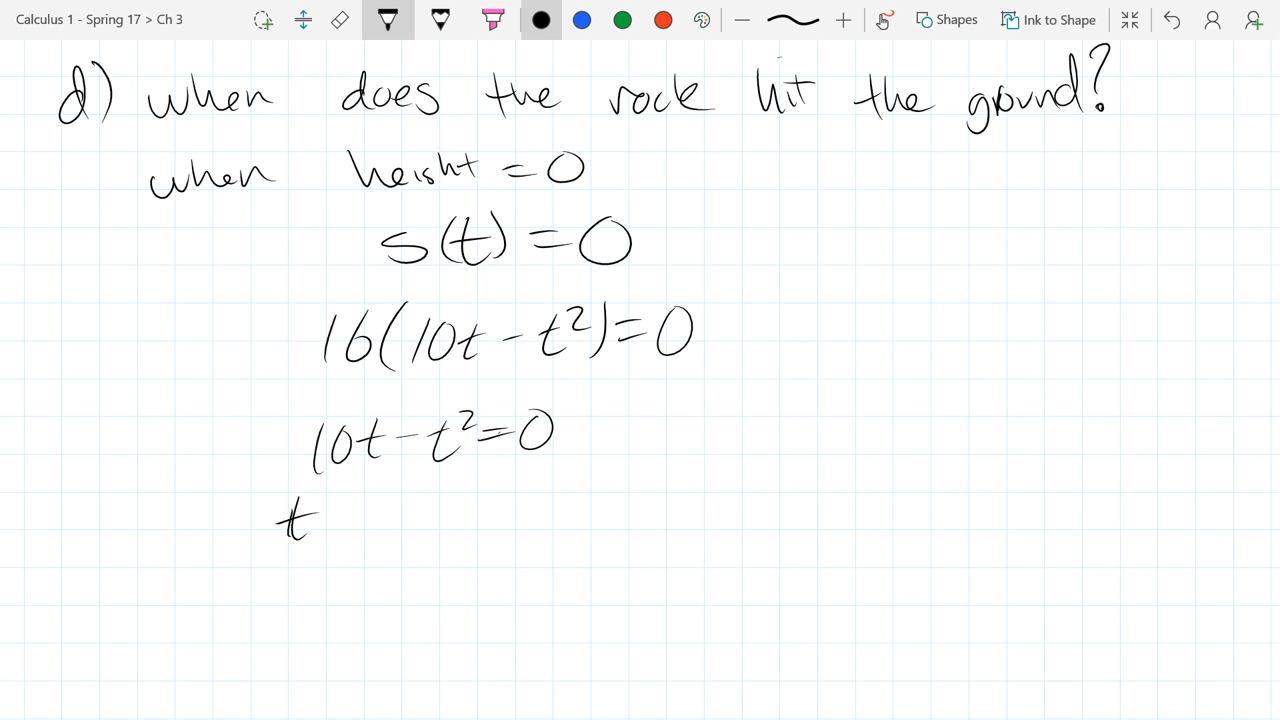 Calculus 1 - Spring 17 > Ch 3 Shapes Ink to Shape
d) when does the rock hit the ground?
when height = 0
s(t) = 0
16(10t - t²) = 0
10t - t² = 0
t